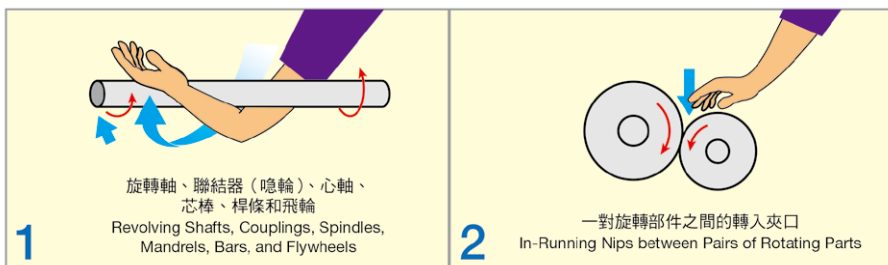 旋轉軸、聯結器（喼輪）、心軸、
芯棒、桿條和飛輪
Revolving Shafts, Couplings, Spindles,
Mandrels, Bars, and Flywheels
1
一對旋轉部件之間的轉入夾口
In-Running Nips between Pairs of Rotating Parts
2